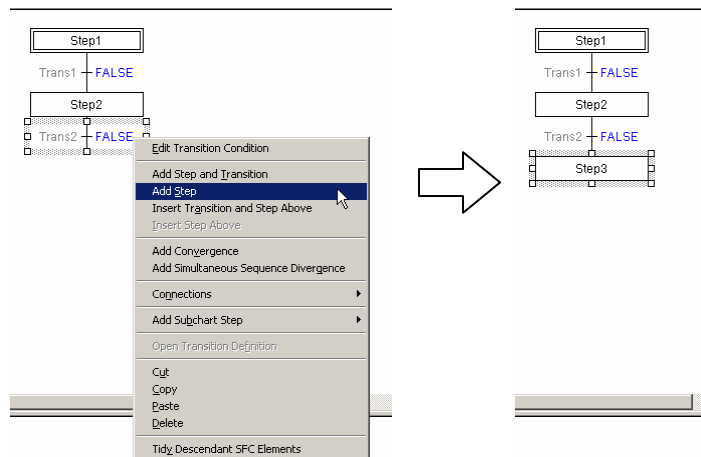 Step1
Trans1 FALSE
Step2
Trans2 FALSE
Edit Transition Condition
Add Step and Transition
Add Step
Insert Transition and Step Above
Insert Step Above
Add Convergence
Add Simultaneous Sequence Divergence
Connections
Add Subchart Step
Open Transition Definition
Cut
Copy
Paste
Delete
Tidy Descendant SFC Elements
Step1
Trans1 FALSE
Step2
Trans2 FALSE
Step3